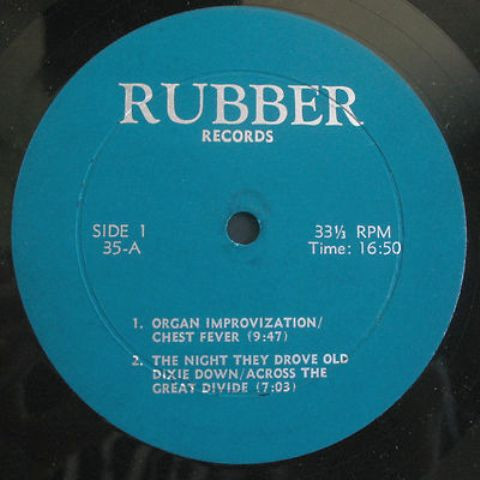 RUBBER
RECORDS
SIDE 1
35-A
33⅓ RPM
Time: 16:50
1. ORGAN IMPROVIZATION/
CHEST FEVER (9:47)
2. THE NIGHT THEY DROVE OLD
DIXIE DOWN/ACROSS THE
GREAT DIVIDE (7:03)